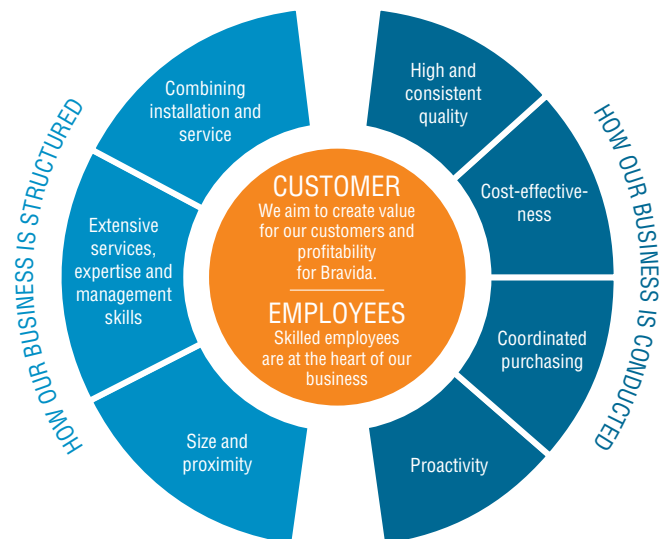 HOW OUR BUSINESS IS STRUCTURED
Combining
installation and
service
Extensive
services,
expertise and
management
skills
Size and
proximity
CUSTOMER
We aim to create value
for our customers and
profitability
for Bravida.
EMPLOYEES
Skilled employees
are at the heart of our
business
High and
consistent
quality
Cost-effective-
ness
Coordinated
purchasing
Proactivity
HOW OUR BUSINESS IS CONDUCTED